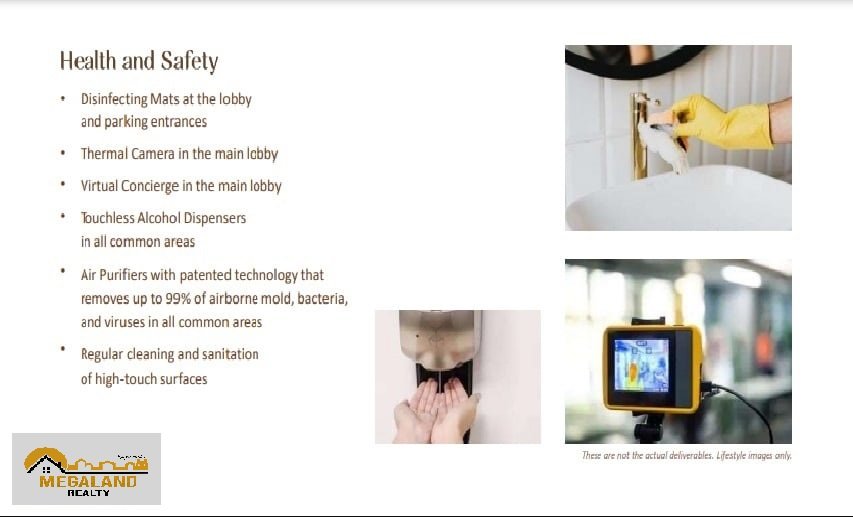 Health and Safety
• Disinfecting Mats at the lobby
and parking entrances
• Thermal Camera in the main lobby
• Virtual Concierge in the main lobby
• Touchless Alcohol Dispensers
in all common areas
• Air Purifiers with patented technology that
removes up to 99% of airborne mold, bacteria,
and viruses in all common areas
• Regular cleaning and sanitation
of high-touch surfaces
These are not the actual deliverables. Lifestyle images only.
MEGALAND
REALTY